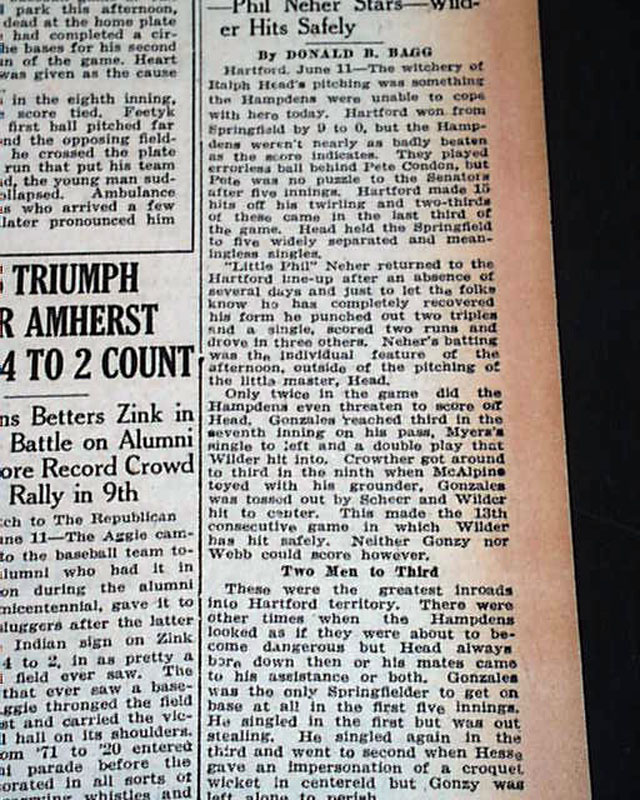 park this afternoon,
dead at the home plate
had completed a cir-
he bases for his second
un of the game. Heart
was given as the cause
in the eighth inning,
score tied. Feetyk
first ball pitched far
nd the opposing field-
he crossed the plate
run that put his team
ad, the young man sud-
ollapsed. Ambulance
s who arrived a few
later pronounced him
TRIUMPH
R AMHERST
4 TO 2 COUNT
ns Betters Zink in
Battle on Alumni
ore Record Crowd
Rally in 9th
tch to The Republican
une 11—The Aggie cam-
to the baseball team to-
lumni who had it in
on during the alumni
micentennial, gave it to
sluggers after the latter
Indian sign on Zink
4 to 2, in as pretty a
field ever saw. The
that ever saw a base-
ggie thronged the field
st and carried the vic-
l hall on its shoulders.
om '71 to '20 entered
ni parade before the
orated in all sorts of
whistles and
—Phil Neher Stars—Wild-
er Hits Safely
By DONALD B. BAGG
Hartford, June 11—The witchery of
Ralph Head's pitching was something
the Hampdens were unable to cope
with here today. Hartford won from
Springfield by 9 to 0, but the Hamp-
dens weren't nearly as badly beaten
as the score indicates. They played
errorless ball behind Pete Condon, but
Pete was no puzzle to the Senators
after five innings. Hartford made 15
hits off his twirling and two-thirds
of these came in the last third of
the game. Head held the Springfield
to five widely separated and mean-
ingless singles.
"Little Phil" Neher returned to the
Hartford line-up after an absence of
several days and just to let the folks
know he has completely recovered
his form he punched out two triples
and a single, scored two runs and
drove in three others. Neher's batting
was the individual feature of the
afternoon, outside of the pitching of
the little master, Head.
Only twice in the game did the
Hampdens even threaten to score off
Head. Gonzales reached third in the
seventh inning on his pass, Myers's
single to left and a double play that
Wilder hit into. Crowther got around
to third in the ninth when McAlpine
toyed with his grounder, Gonzales
was tossed out by Scheer and Wilder
hit to center. This made the 13th
consecutive game in which Wilder
has hit safely. Neither Gonzy nor
Webb could score however.
Two Men to Third
These were the greatest inroads
into Hartford territory. There were
other times when the Hampdens
looked as if they were about to be-
come dangerous but Head always
bore down then or his mates came
to his assistance or both. Gonzales
was the only Springfielder to get on
base at all in the first five innings.
He singled in the first but was out
stealing. He singled again in the
third and went to second when Hesse
gave an impersonation of a croquet
wicket in centereld but Gonzy was
left alone to perish.